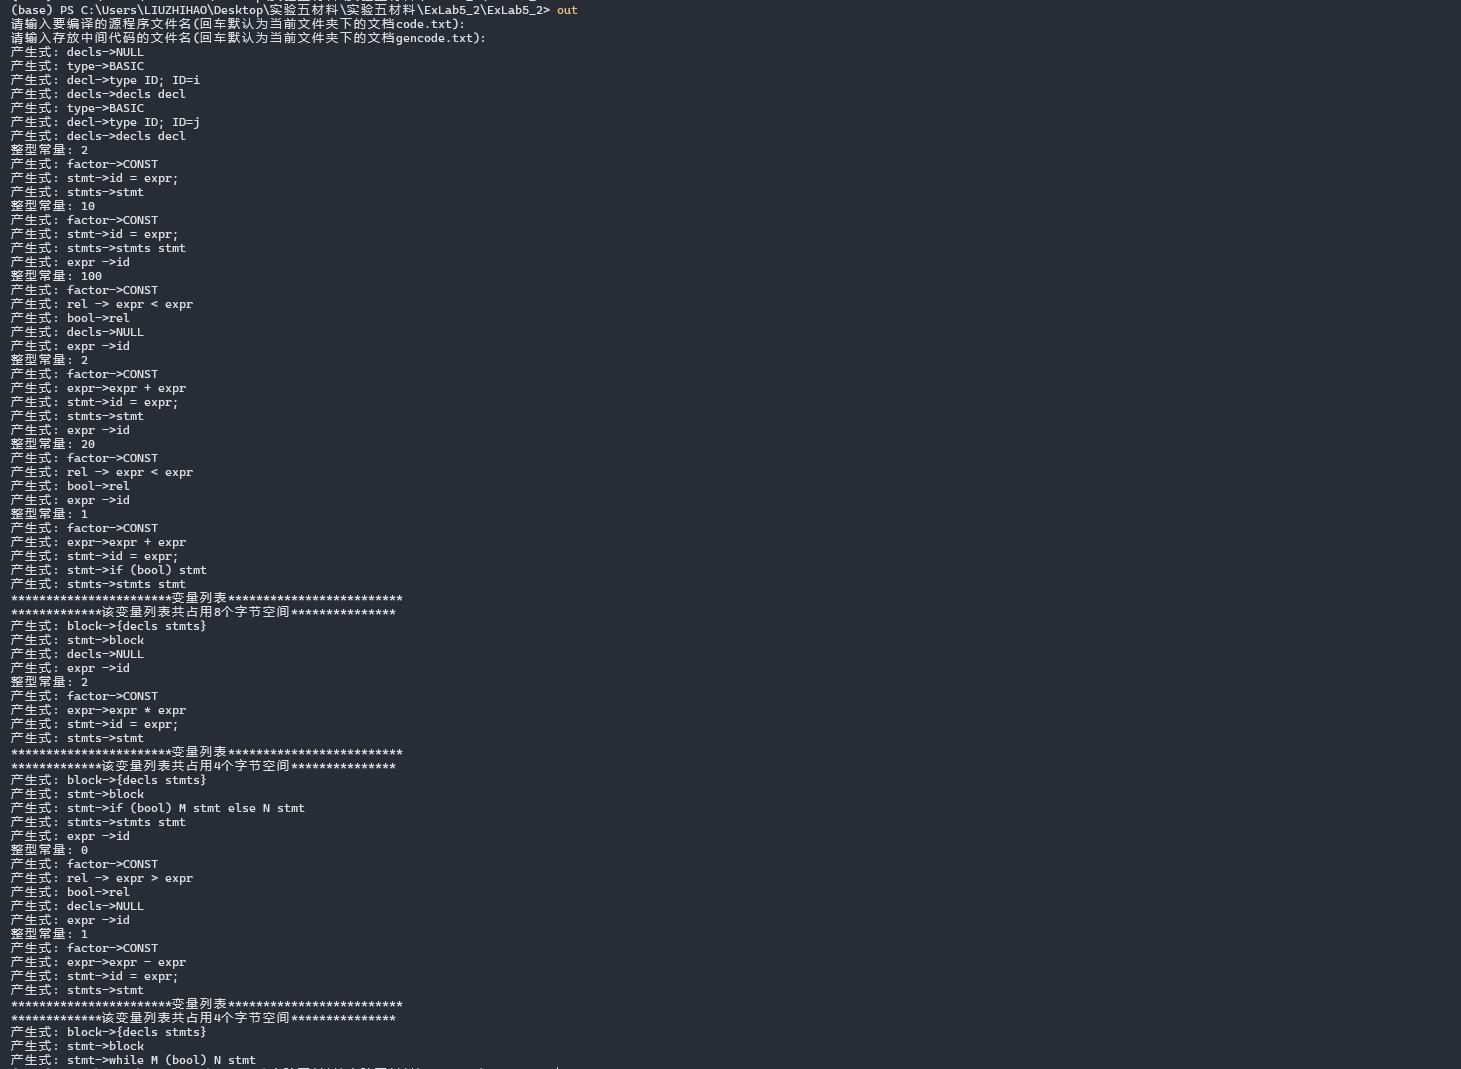 (base) PS C:\Users\LIUZHIHAO\Desktop\实验五材料\实验五材料\ExLab5_2\ExLab5_2> out
请输入要编译的源程序文件名(回车默认为当前文件夹下的文档code.txt):
请输入存放中间代码的文件名(回车默认为当前文件夹下的文档gencode.txt):
产生式: decls->NULL
产生式: type->BASIC
产生式: decl->type ID; ID=i
产生式: decls->decls decl
产生式: type->BASIC
产生式: decl->type ID; ID=j
产生式: decls->decls decl
整型常量: 2
产生式: factor->CONST
产生式: stmt->id = expr;
产生式: stmts->stmt
整型常量: 10
产生式: factor->CONST
产生式: stmt->id = expr;
产生式: stmts->stmts stmt
产生式: expr ->id
整型常量: 100
产生式: factor->CONST
产生式: rel -> expr < expr
产生式: bool->rel
产生式: decls->NULL
产生式: expr ->id
整型常量: 2
产生式: factor->CONST
产生式: expr->expr + expr
产生式: stmt->id = expr;
产生式: stmts->stmt
产生式: expr ->id
整型常量: 20
产生式: factor->CONST
产生式: rel -> expr < expr
产生式: bool->rel
产生式: expr ->id
整型常量: 1
产生式: factor->CONST
产生式: expr->expr + expr
产生式: stmt->id = expr;
产生式: stmt->if (bool) stmt
产生式: stmts->stmts stmt
***********************变量列表*************************
*************该变量列表共占用8个字节空间***************
产生式: block->{decls stmts}
产生式: stmt->block
产生式: decls->NULL
产生式: expr ->id
整型常量: 2
产生式: factor->CONST
产生式: expr->expr * expr
产生式: stmt->id = expr;
产生式: stmts->stmt
***********************变量列表*************************
*************该变量列表共占用4个字节空间***************
产生式: block->{decls stmts}
产生式: stmt->block
产生式: stmt->if (bool) M stmt else N stmt
产生式: stmts->stmts stmt
产生式: expr ->id
整型常量: 0
产生式: factor->CONST
产生式: rel -> expr > expr
产生式: bool->rel
产生式: decls->NULL
产生式: expr ->id
整型常量: 1
产生式: factor->CONST
产生式: expr->expr - expr
产生式: stmt->id = expr;
产生式: stmts->stmt
***********************变量列表*************************
*************该变量列表共占用4个字节空间***************
产生式: block->{decls stmts}
产生式: stmt->block
产生式: stmt->while M (bool) N stmt